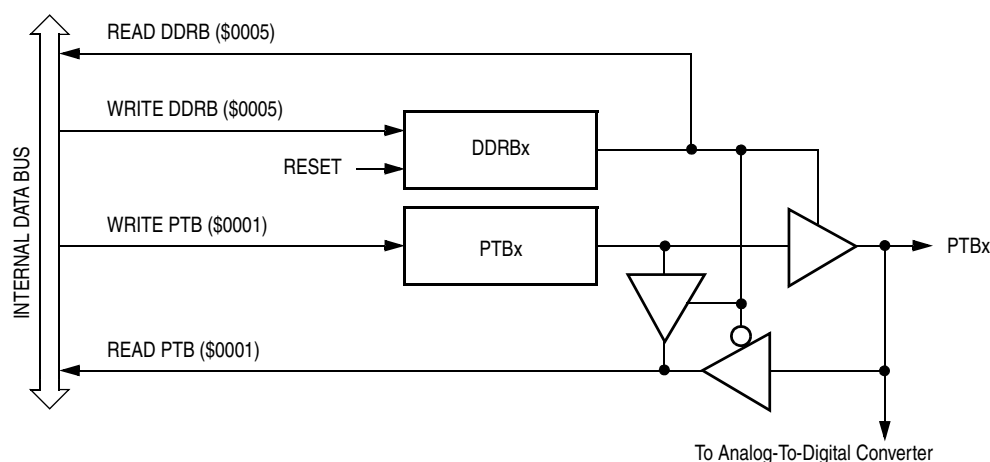 READ DDRB ($0005)
WRITE DDRB ($0005)
DDRBx
RESET
INTERNAL DATA BUS
WRITE PTB ($0001)
PTBx
PTBx
READ PTB ($0001)
To Analog-To-Digital Converter